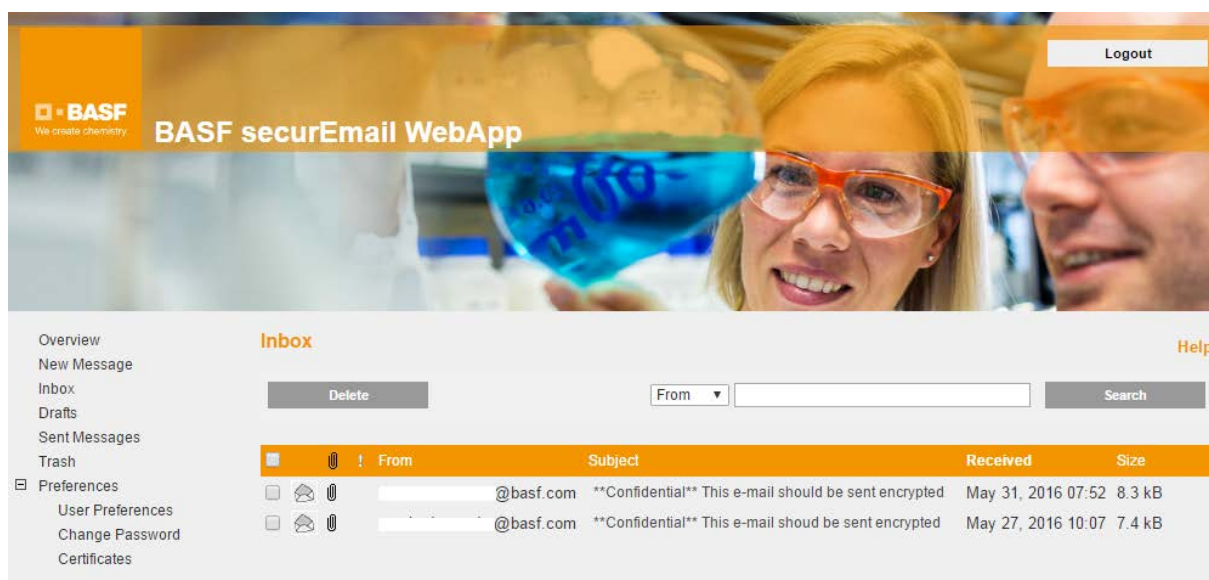 Logout
BASF
We create chemistry
BASF securEmail WebApp
Overview
New Message
Inbox
Drafts
Sent Messages
Trash
Preferences
User Preferences
Change Password
Certificates
Inbox
Help
Delete
From
Search
! From Subject Received Size
@basf.com **Confidential** This e-mail should be sent encrypted May 31, 2016 07:52 8.3 kB
@basf.com **Confidential** This e-mail shoud be sent encrypted May 27, 2016 10:07 7.4 kB